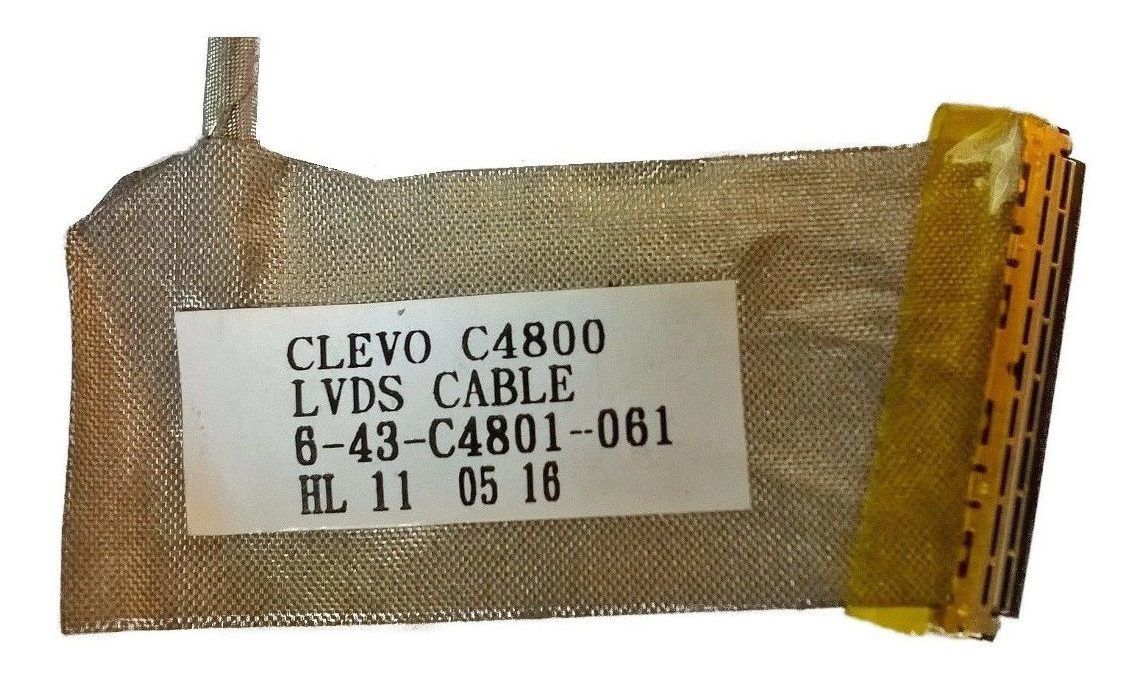 CLEVO C4800
LVDS CABLE
6-43-C4801-061
HL 11 05 16